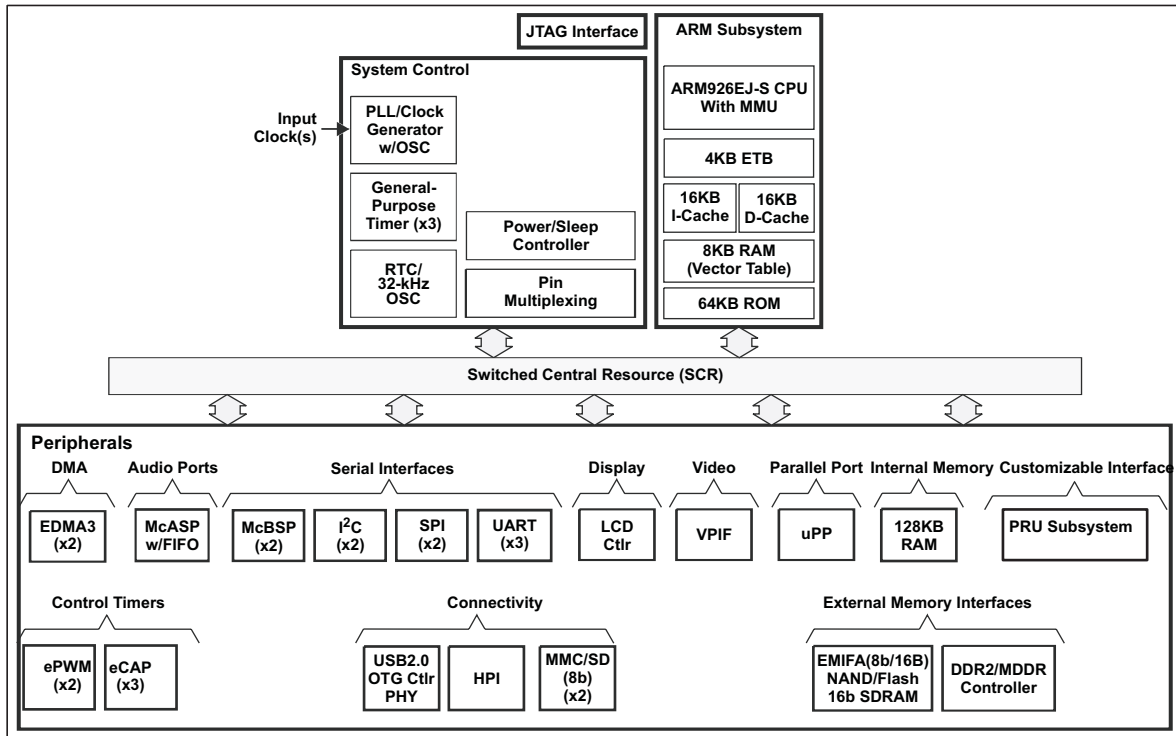 JTAG Interface
ARM Subsystem
System Control
ARM926EJ-S CPU
With MMU
Input
Clock(s)
PLL/Clock
Generator
w/OSC
4KB ETB
General-
Purpose
Timer (x3)
16KB
I-Cache
16KB
D-Cache
Power/Sleep
Controller
8KB RAM
(Vector Table)
RTC/
32-kHz
OSC
Pin
Multiplexing
64KB ROM
Switched Central Resource (SCR)
Peripherals
DMA
Audio Ports
Serial Interfaces
Display
Video
Parallel Port
Internal Memory
Customizable Interface
EDMA3
(x2)
McASP
w/FIFO
McBSP
(x2)
I²C
(x2)
SPI
(x2)
UART
(x3)
LCD
Ctlr
VPIF
uPP
128KB
RAM
PRU Subsystem
Control Timers
Connectivity
External Memory Interfaces
ePWM
(x2)
eCAP
(x3)
USB2.0
OTG Ctlr
PHY
HPI
MMC/SD
(8b)
(x2)
EMIFA(8b/16B)
NAND/Flash
16b SDRAM
DDR2/MDDR
Controller